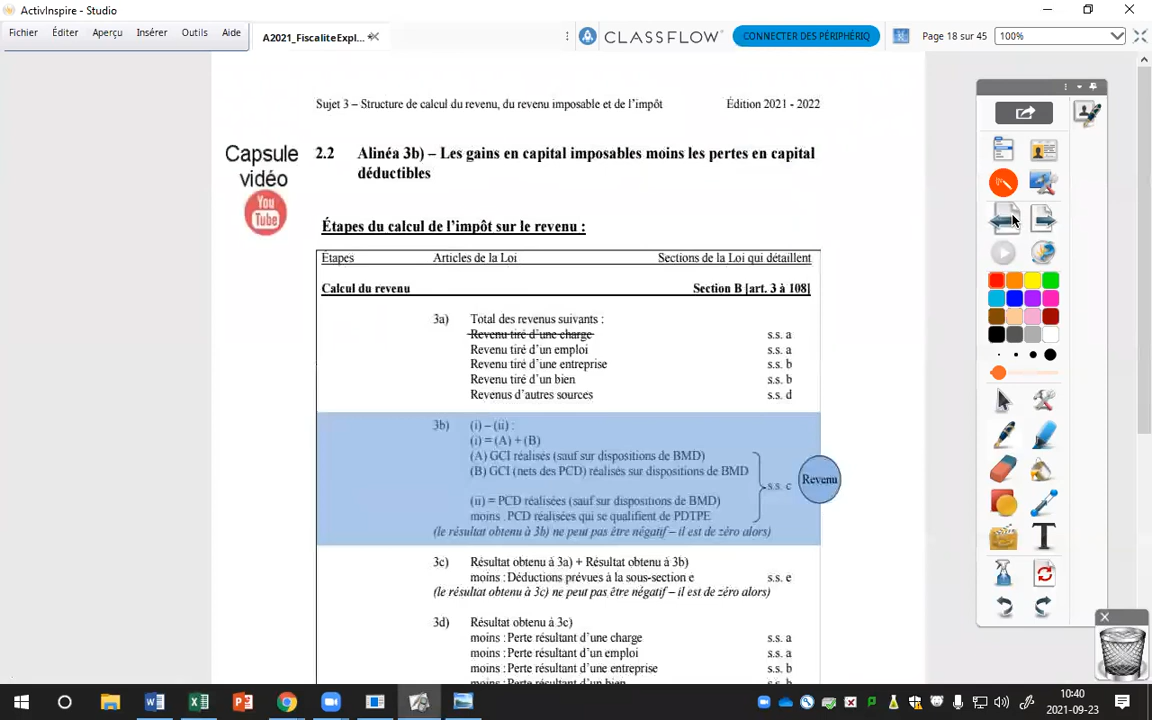 ActivInspire - Studio
Fichier Éditer Aperçu Insérer Outils Aide
A2021_FiscaliteExpl...
CLASSFLOW
CONNECTER DES PÉRIPHÉRIQ
Page 18 sur 45
100%
Sujet 3 – Structure de calcul du revenu, du revenu imposable et de l'impôt Édition 2021 - 2022
Capsule vidéo
You Tube
2.2 Alinéa 3b) – Les gains en capital imposables moins les pertes en capital
déductibles
Étapes du calcul de l'impôt sur le revenu :
Étapes Articles de la Loi Sections de la Loi qui détaillent
Calcul du revenu Section B [art. 3 à 108]
3a) Total des revenus suivants :
Revenu tiré d'une charge s.s. a
Revenu tiré d'un emploi s.s. a
Revenu tiré d'une entreprise s.s. b
Revenu tiré d'un bien s.s. b
Revenus d'autres sources s.s. d
3b) (i) – (ii) :
(i) = (A) + (B)
(A) GCI réalisés (sauf sur dispositions de BMD)
(B) GCI (nets des PCD) réalisés sur dispositions de BMD
s.s. c
Revenu
(ii) = PCD réalisées (sauf sur dispositions de BMD)
moins : PCD réalisées qui se qualifient de PDTPE
(le résultat obtenu à 3b) ne peut pas être négatif – il est de zéro alors)
3c) Résultat obtenu à 3a) + Résultat obtenu à 3b)
moins : Déductions prévues à la sous-section e s.s. e
(le résultat obtenu à 3c) ne peut pas être négatif – il est de zéro alors)
3d) Résultat obtenu à 3c)
moins : Perte résultant d'une charge s.s. a
moins : Perte résultant d'un emploi s.s. a
moins : Perte résultant d'une entreprise s.s. b
moins : Perte résultant d'un bien s.s. b
10:40
2021-09-23